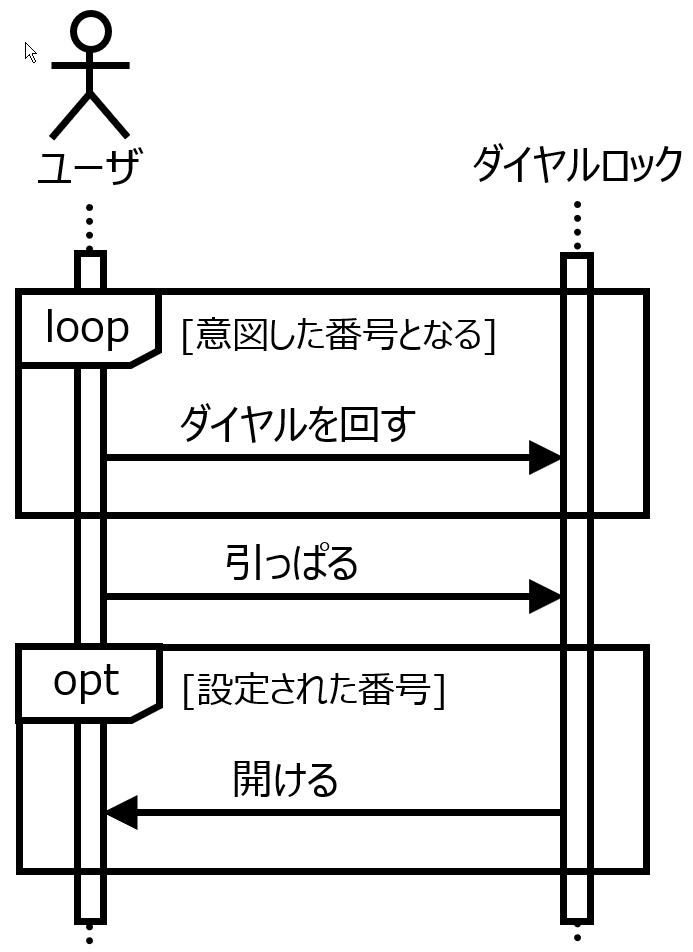 ユーザ
ダイヤルロック
loop
[意図した番号となる]
ダイヤルを回す
引っぱる
opt
[設定された番号]
開ける